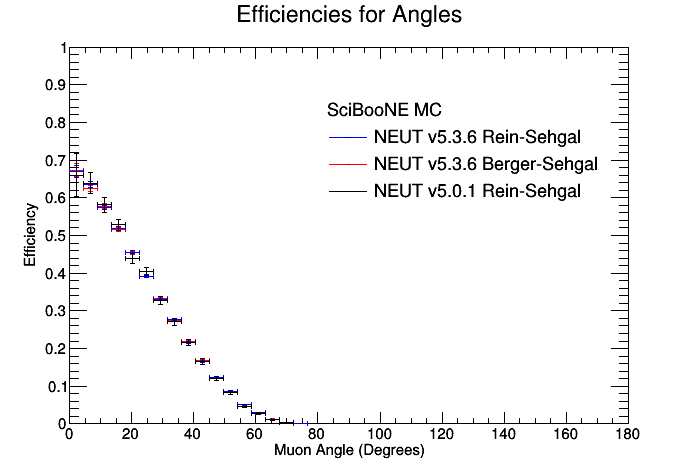 Efficiencies for Angles
1
0.9
0.8
0.7
0.6
0.5
0.4
0.3
0.2
0.1
0
Efficiency
SciBooNE MC
NEUT v5.3.6 Rein-Sehgal
NEUT v5.3.6 Berger-Sehgal
NEUT v5.0.1 Rein-Sehgal
0 20 40 60 80 100 120 140 160 180
Muon Angle (Degrees)